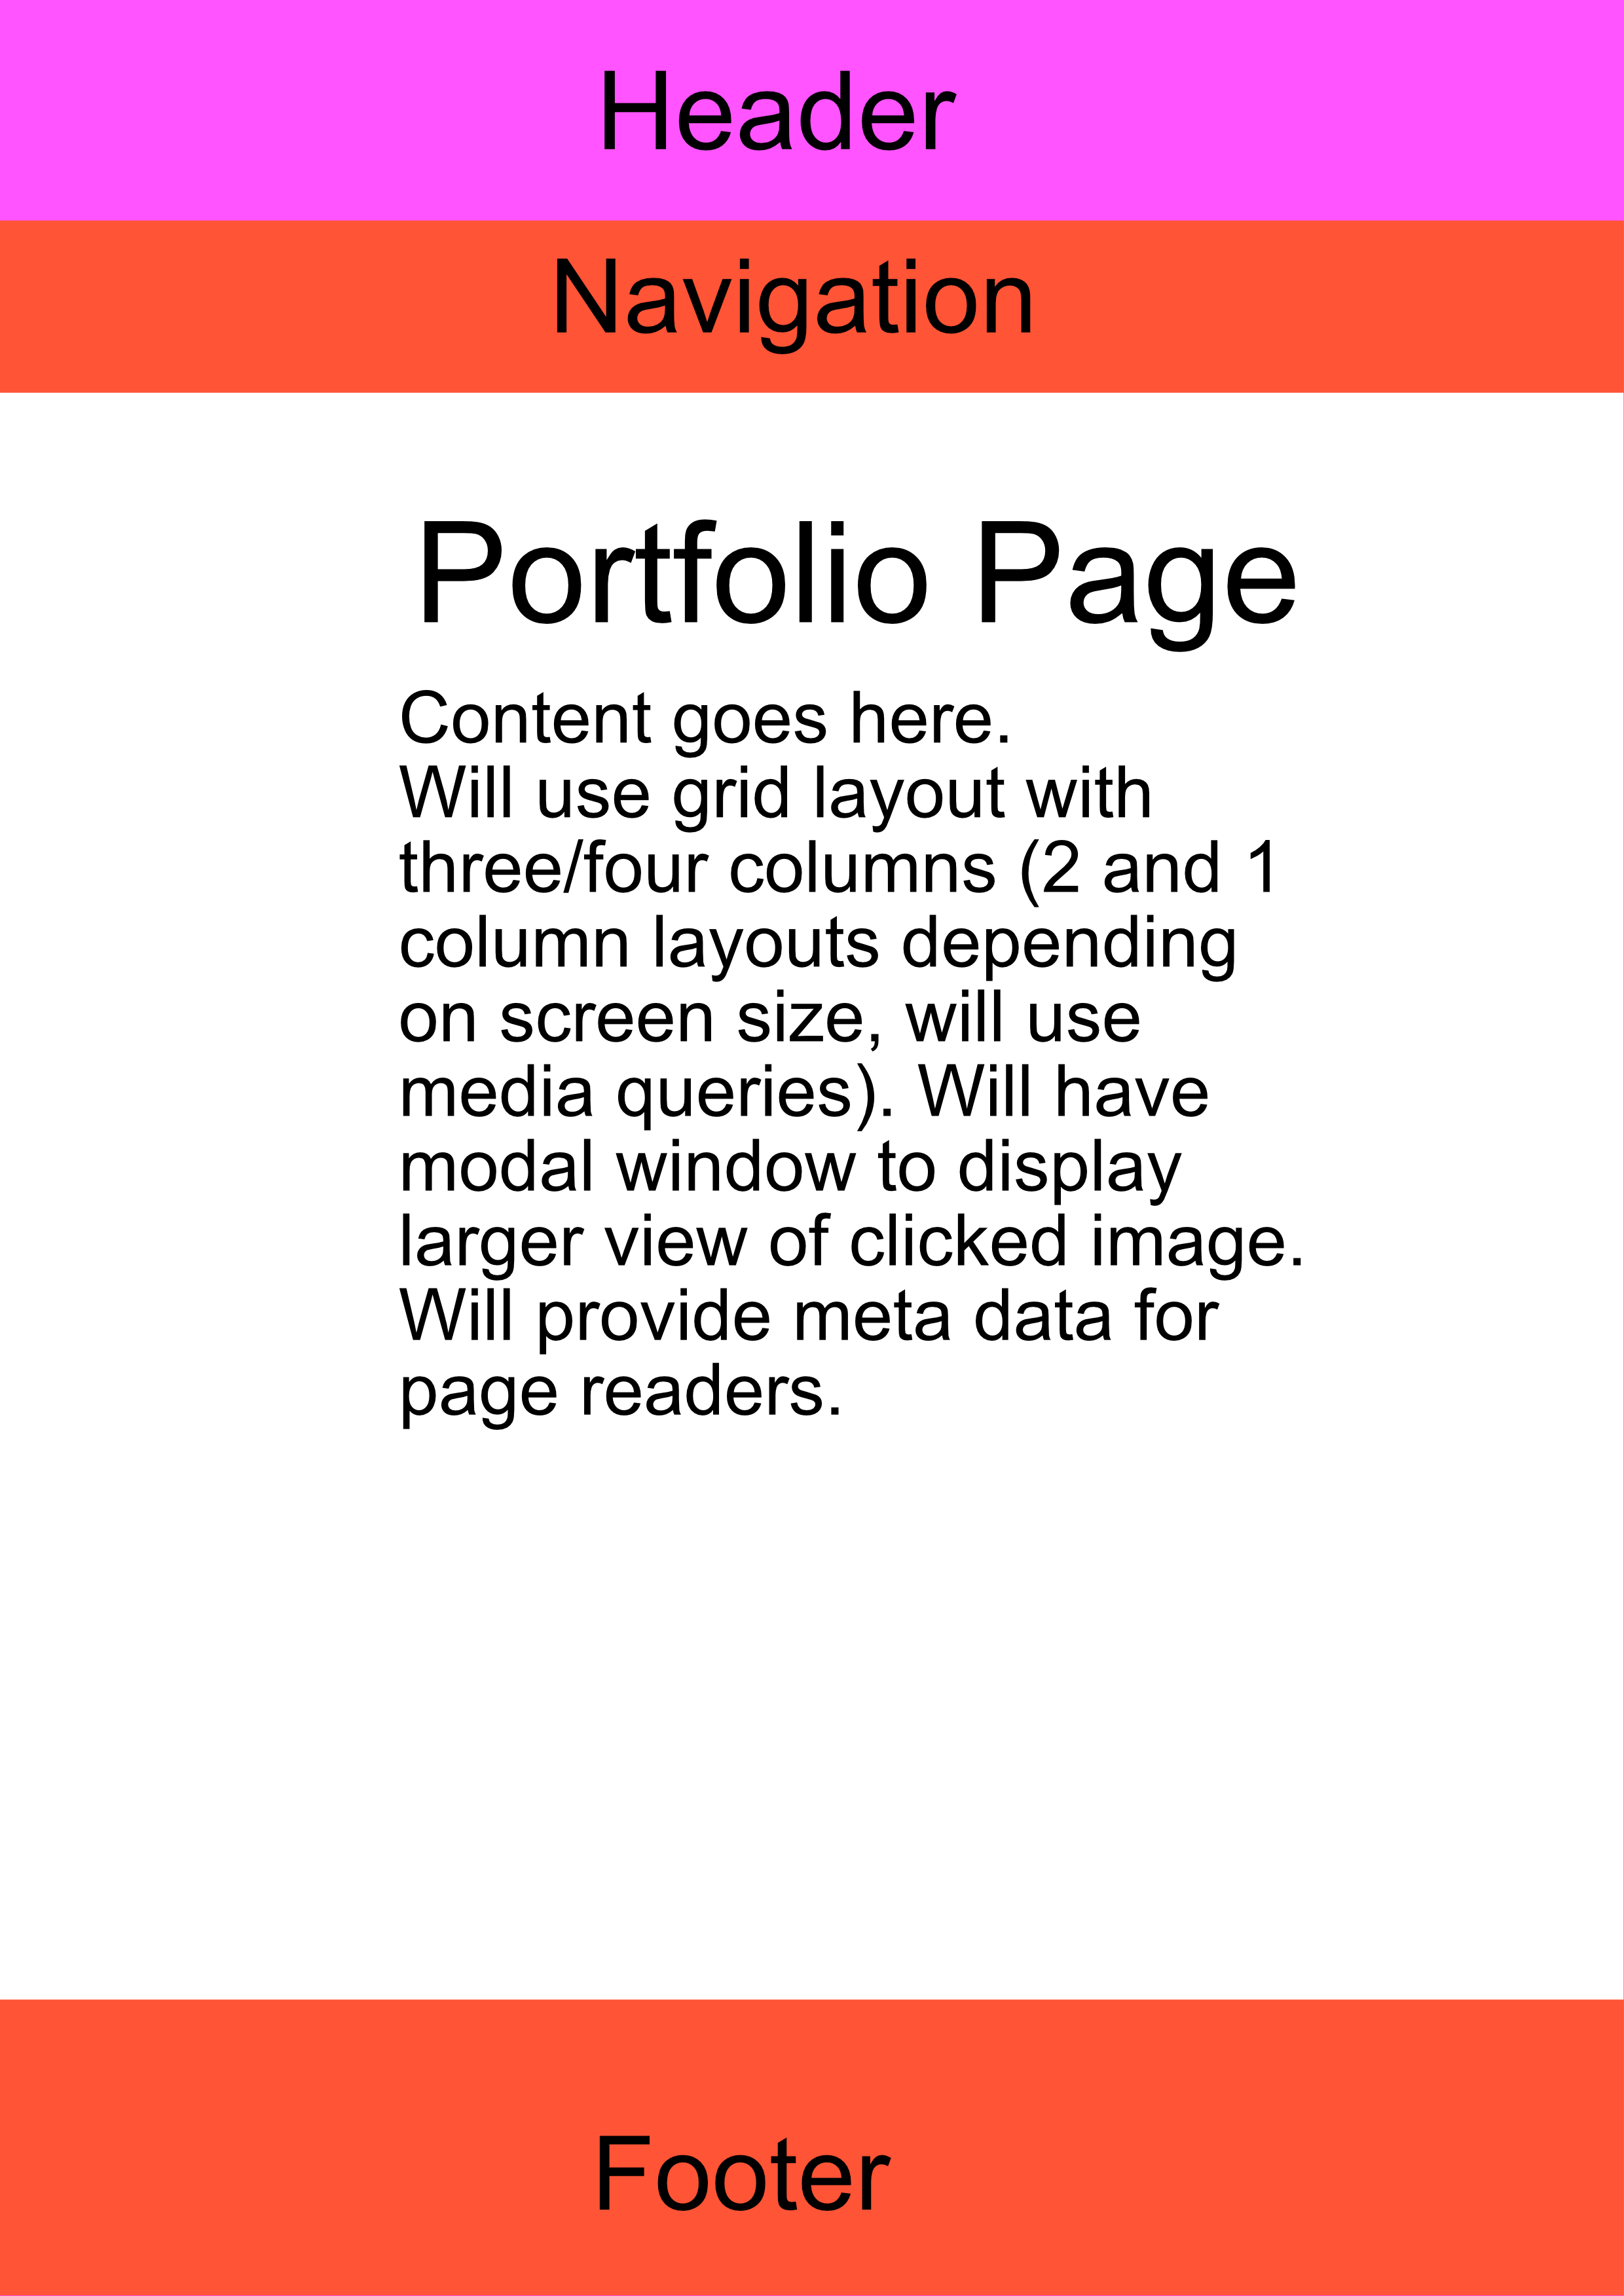 Header
Navigation
Portfolio Page
Content goes here.
Will use grid layout with
three/four columns (2 and 1
column layouts depending
on screen size, will use
media queries). Will have
modal window to display
larger view of clicked image.
Will provide meta data for
page readers.
Footer